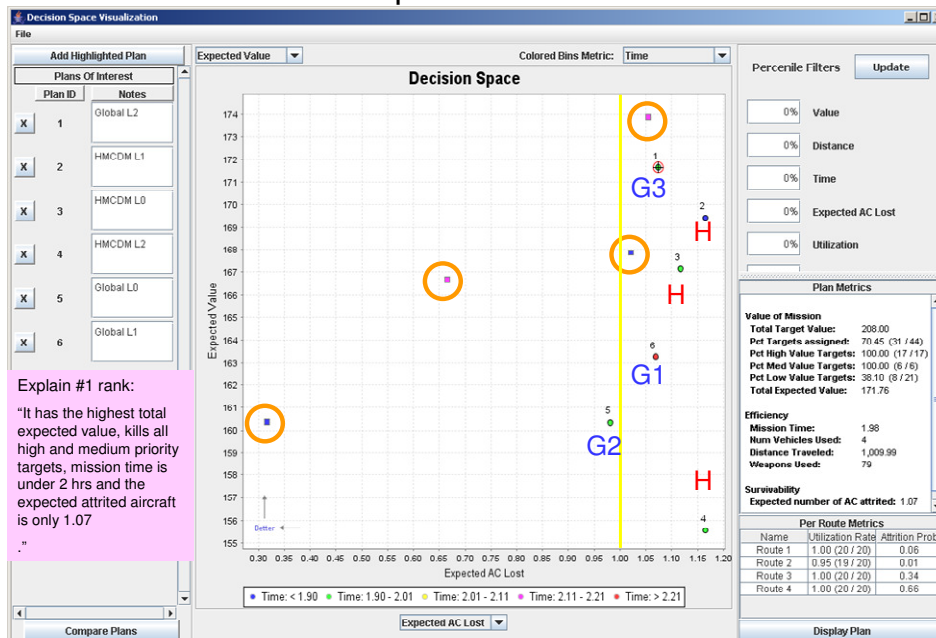 Decision Space Visualization
File
Add Highlighted Plan
Plans Of Interest
Plan ID Notes
X 1 Global L2
X 2 HMCDM L1
X 3 HMCDM L0
X 4 HMCDM L2
X 5 Global L0
X 6 Global L1
Explain #1 rank:
“It has the highest total
expected value, kills all
high and medium priority
targets, mission time is
under 2 hrs and the
expected attrited aircraft
is only 1.07
.”
Compare Plans
Expected Value
Colored Bins Metric: Time
Decision Space
Expected Value
174
173
172
171
170
169
168
167
166
165
164
163
162
161
160
159
158
157
156
155
1
G3
2
H
3
H
6
G1
5
G2
H
4
0.30 0.35 0.40 0.45 0.50 0.55 0.60 0.65 0.70 0.75 0.80 0.85 0.90 0.95 1.00 1.05 1.10 1.15 1.20
Expected AC Lost
Time: < 1.90 Time: 1.90 - 2.01 Time: 2.01 - 2.11 Time: 2.11 - 2.21 Time: > 2.21
Expected AC Lost
Percenile Filters Update
0% Value
0% Distance
0% Time
0% Expected AC Lost
0% Utilization
Plan Metrics
Value of Mission
Total Target Value: 208.00
Pct Targets assigned: 70.45 (31 / 44)
Pct High Value Targets: 100.00 (17 / 17)
Pct Med Value Targets: 100.00 (6 / 6)
Pct Low Value Targets: 38.10 (8 / 21)
Total Expected Value: 171.76
Efficiency
Mission Time: 1.98
Num Vehicles Used: 4
Distance Traveled: 1,009.99
Weapons Used: 79
Survivability
Expected number of AC attrited: 1.07
Per Route Metrics
Name Utilization Rate Attrition Prob
Route 1 1.00 (20 / 20) 0.06
Route 2 0.95 (19 / 20) 0.01
Route 3 1.00 (20 / 20) 0.34
Route 4 1.00 (20 / 20) 0.66
Display Plan